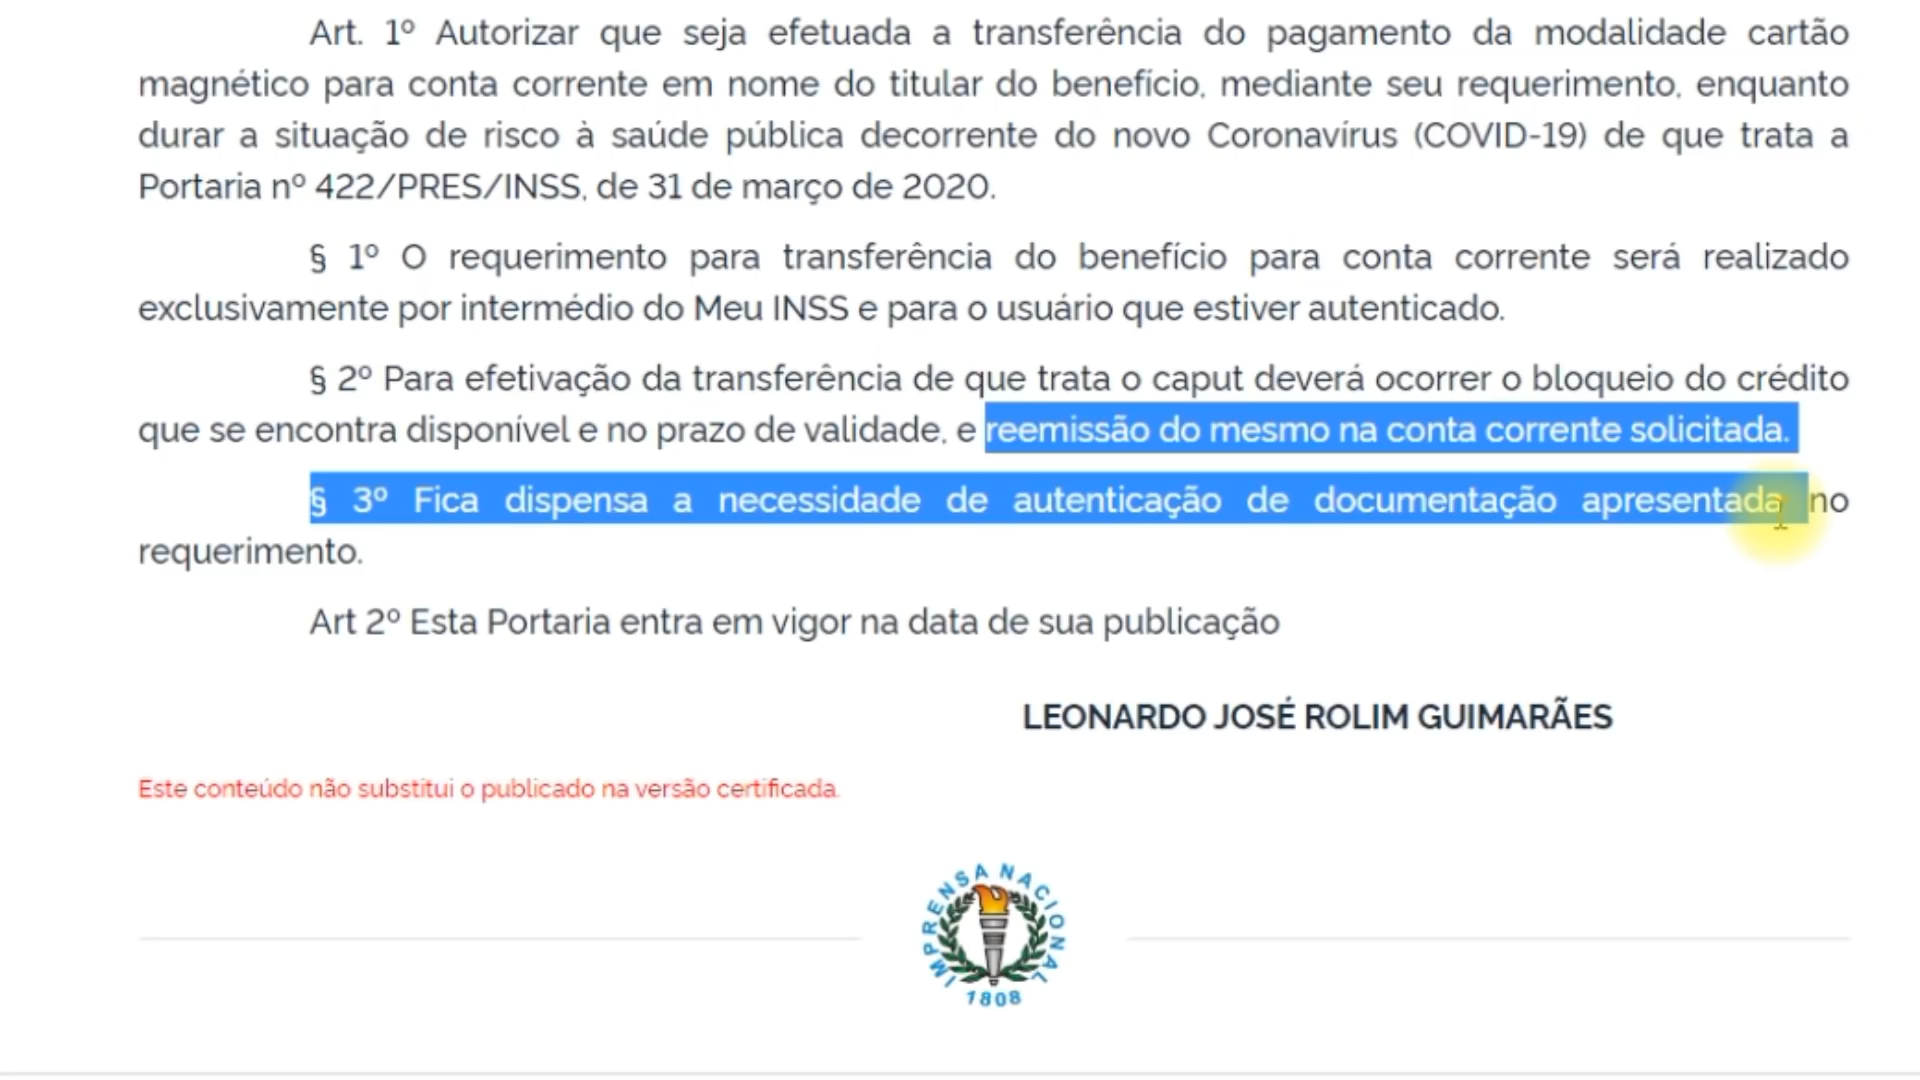 Art. 1º Autorizar que seja efetuada a transferência do pagamento da modalidade cartão
magnético para conta corrente em nome do titular do benefício, mediante seu requerimento, enquanto
durar a situação de risco à saúde pública decorrente do novo Coronavírus (COVID-19) de que trata a
Portaria nº 422/PRES/INSS, de 31 de março de 2020.
§ 1º O requerimento para transferência do benefício para conta corrente será realizado
exclusivamente por intermédio do Meu INSS e para o usuário que estiver autenticado.
§ 2º Para efetivação da transferência de que trata o caput deverá ocorrer o bloqueio do crédito
que se encontra disponível e no prazo de validade, e reemissão do mesmo na conta corrente solicitada.
§ 3º Fica dispensa a necessidade de autenticação de documentação apresentada no
requerimento.
Art 2º Esta Portaria entra em vigor na data de sua publicação
LEONARDO JOSÉ ROLIM GUIMARÃES
Este conteúdo não substitui o publicado na versão certificada.
IMPRENSA NACIONAL
1808